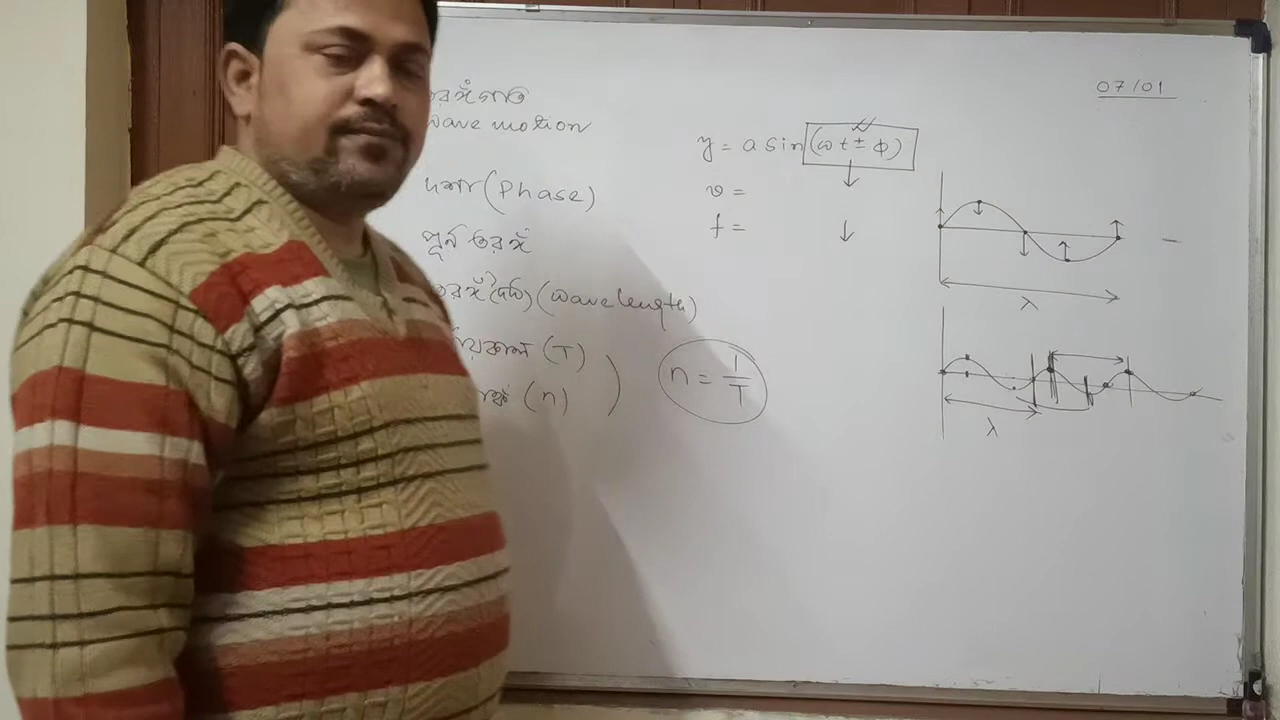 তরঙ্গগতি
wave motion
07/01
y = a sin (ωt ± φ)
দশা (Phase)
v =
f =
পূর্ন তরঙ্গ
তরঙ্গদৈর্ঘ্য (wavelength)
λ
(T)
n = 1/T
(n)
λ